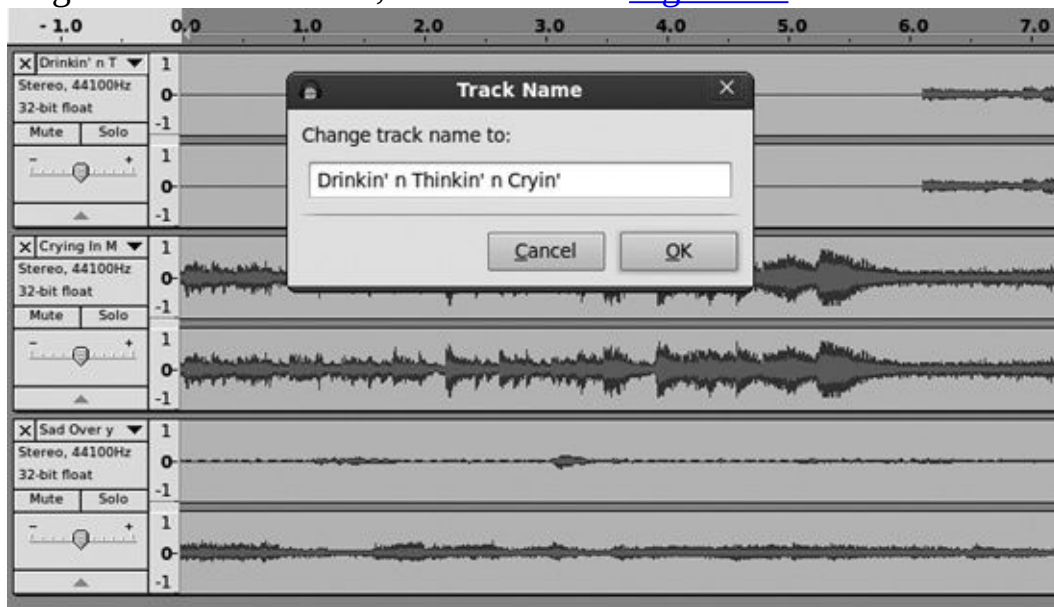 - 1.0 0.0 1.0 2.0 3.0 4.0 5.0 6.0 7.0
X Drinkin' n T ▼ 1
Stereo, 44100Hz
32-bit float
0-
Mute Solo -1
- + 1
0-
-1
Track Name
Change track name to:
Drinkin' n Thinkin' n Cryin'
Cancel OK
X Crying In M ▼ 1
Stereo, 44100Hz
32-bit float
0-
-1
Mute Solo
- + 1
0-
-1
X Sad Over y ▼ 1
Stereo, 44100Hz
32-bit float
0-
-1
Mute Solo
- + 1
0-
-1